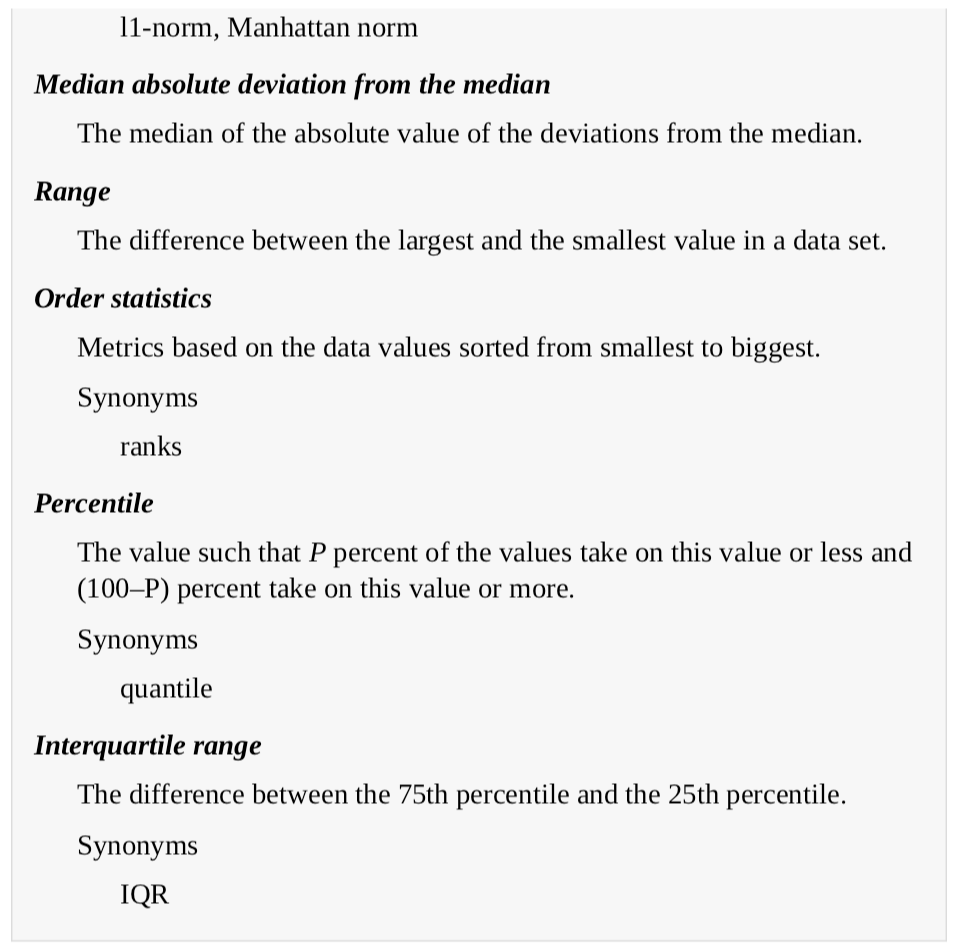 l1-norm, Manhattan norm
Median absolute deviation from the median
The median of the absolute value of the deviations from the median.
Range
The difference between the largest and the smallest value in a data set.
Order statistics
Metrics based on the data values sorted from smallest to biggest.
Synonyms
ranks
Percentile
The value such that P percent of the values take on this value or less and
(100–P) percent take on this value or more.
Synonyms
quantile
Interquartile range
The difference between the 75th percentile and the 25th percentile.
Synonyms
IQR